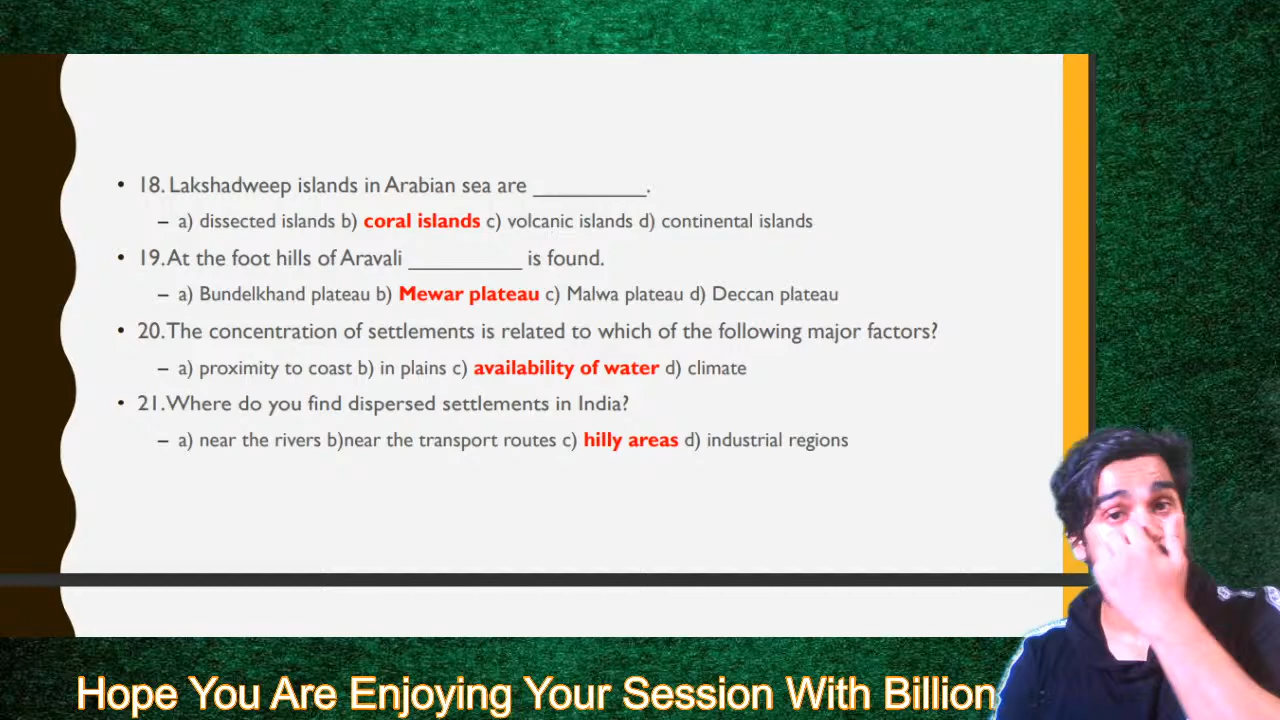 • 18. Lakshadweep islands in Arabian sea are __________.
– a) dissected islands b) coral islands c) volcanic islands d) continental islands
• 19. At the foot hills of Aravali __________ is found.
– a) Bundelkhand plateau b) Mewar plateau c) Malwa plateau d) Deccan plateau
• 20. The concentration of settlements is related to which of the following major factors?
– a) proximity to coast b) in plains c) availability of water d) climate
• 21. Where do you find dispersed settlements in India?
– a) near the rivers b)near the transport routes c) hilly areas d) industrial regions
Hope You Are Enjoying Your Session With Billion